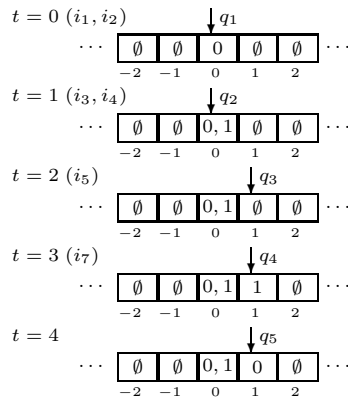 t = 0 (i₁, i₂) q₁
⋯ ∅ ∅ 0 ∅ ∅ ⋯
−2 −1 0 1 2
t = 1 (i₃, i₄) q₂
⋯ ∅ ∅ 0, 1 ∅ ∅ ⋯
−2 −1 0 1 2
t = 2 (i₅) q₃
⋯ ∅ ∅ 0, 1 ∅ ∅ ⋯
−2 −1 0 1 2
t = 3 (i₇) q₄
⋯ ∅ ∅ 0, 1 1 ∅ ⋯
−2 −1 0 1 2
t = 4 q₅
⋯ ∅ ∅ 0, 1 0 ∅ ⋯
−2 −1 0 1 2